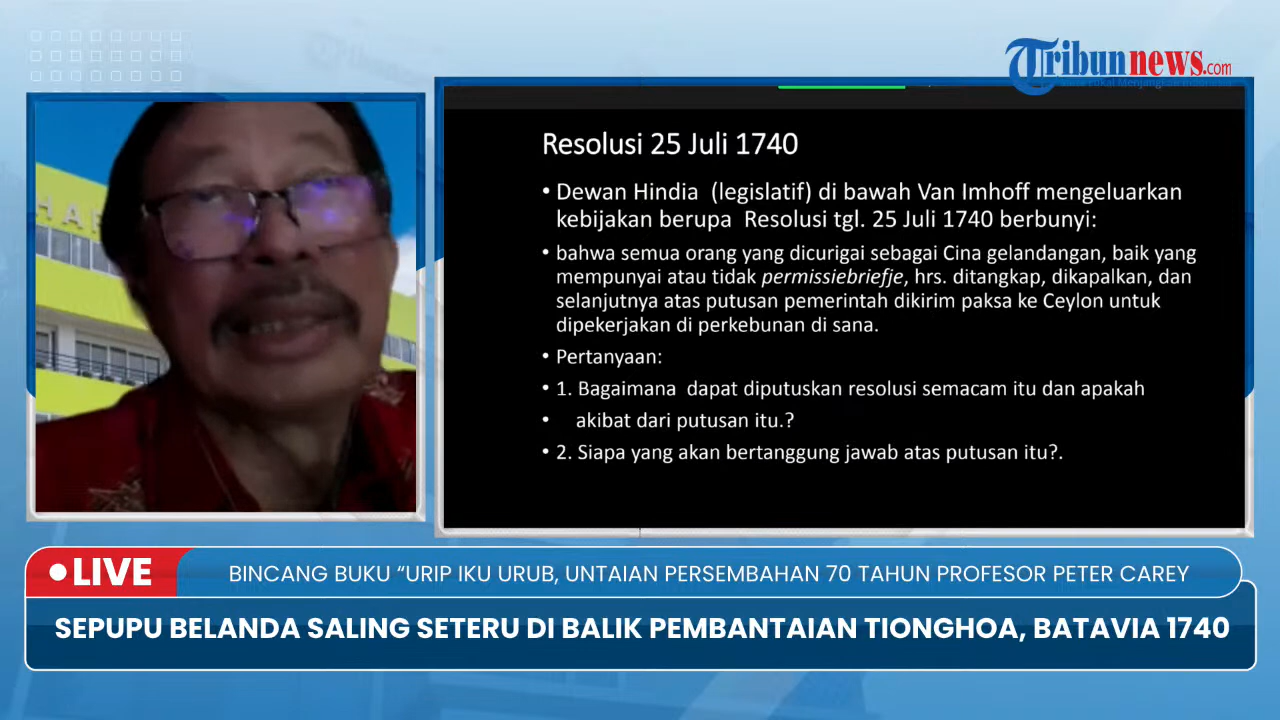 Tribunnews.com
HAR
Resolusi 25 Juli 1740
• Dewan Hindia (legislatif) di bawah Van Imhoff mengeluarkan
kebijakan berupa Resolusi tgl. 25 Juli 1740 berbunyi:
• bahwa semua orang yang dicurigai sebagai Cina gelandangan, baik yang
mempunyai atau tidak permissiebriefje, hrs. ditangkap, dikapalkan, dan
selanjutnya atas putusan pemerintah dikirim paksa ke Ceylon untuk
dipekerjakan di perkebunan di sana.
• Pertanyaan:
• 1. Bagaimana dapat diputuskan resolusi semacam itu dan apakah
• akibat dari putusan itu.?
• 2. Siapa yang akan bertanggung jawab atas putusan itu?.
LIVE
BINCANG BUKU “URIP IKU URUB, UNTAIAN PERSEMBAHAN 70 TAHUN PROFESOR PETER CAREY
SEPUPU BELANDA SALING SETERU DI BALIK PEMBANTAIAN TIONGHOA, BATAVIA 1740